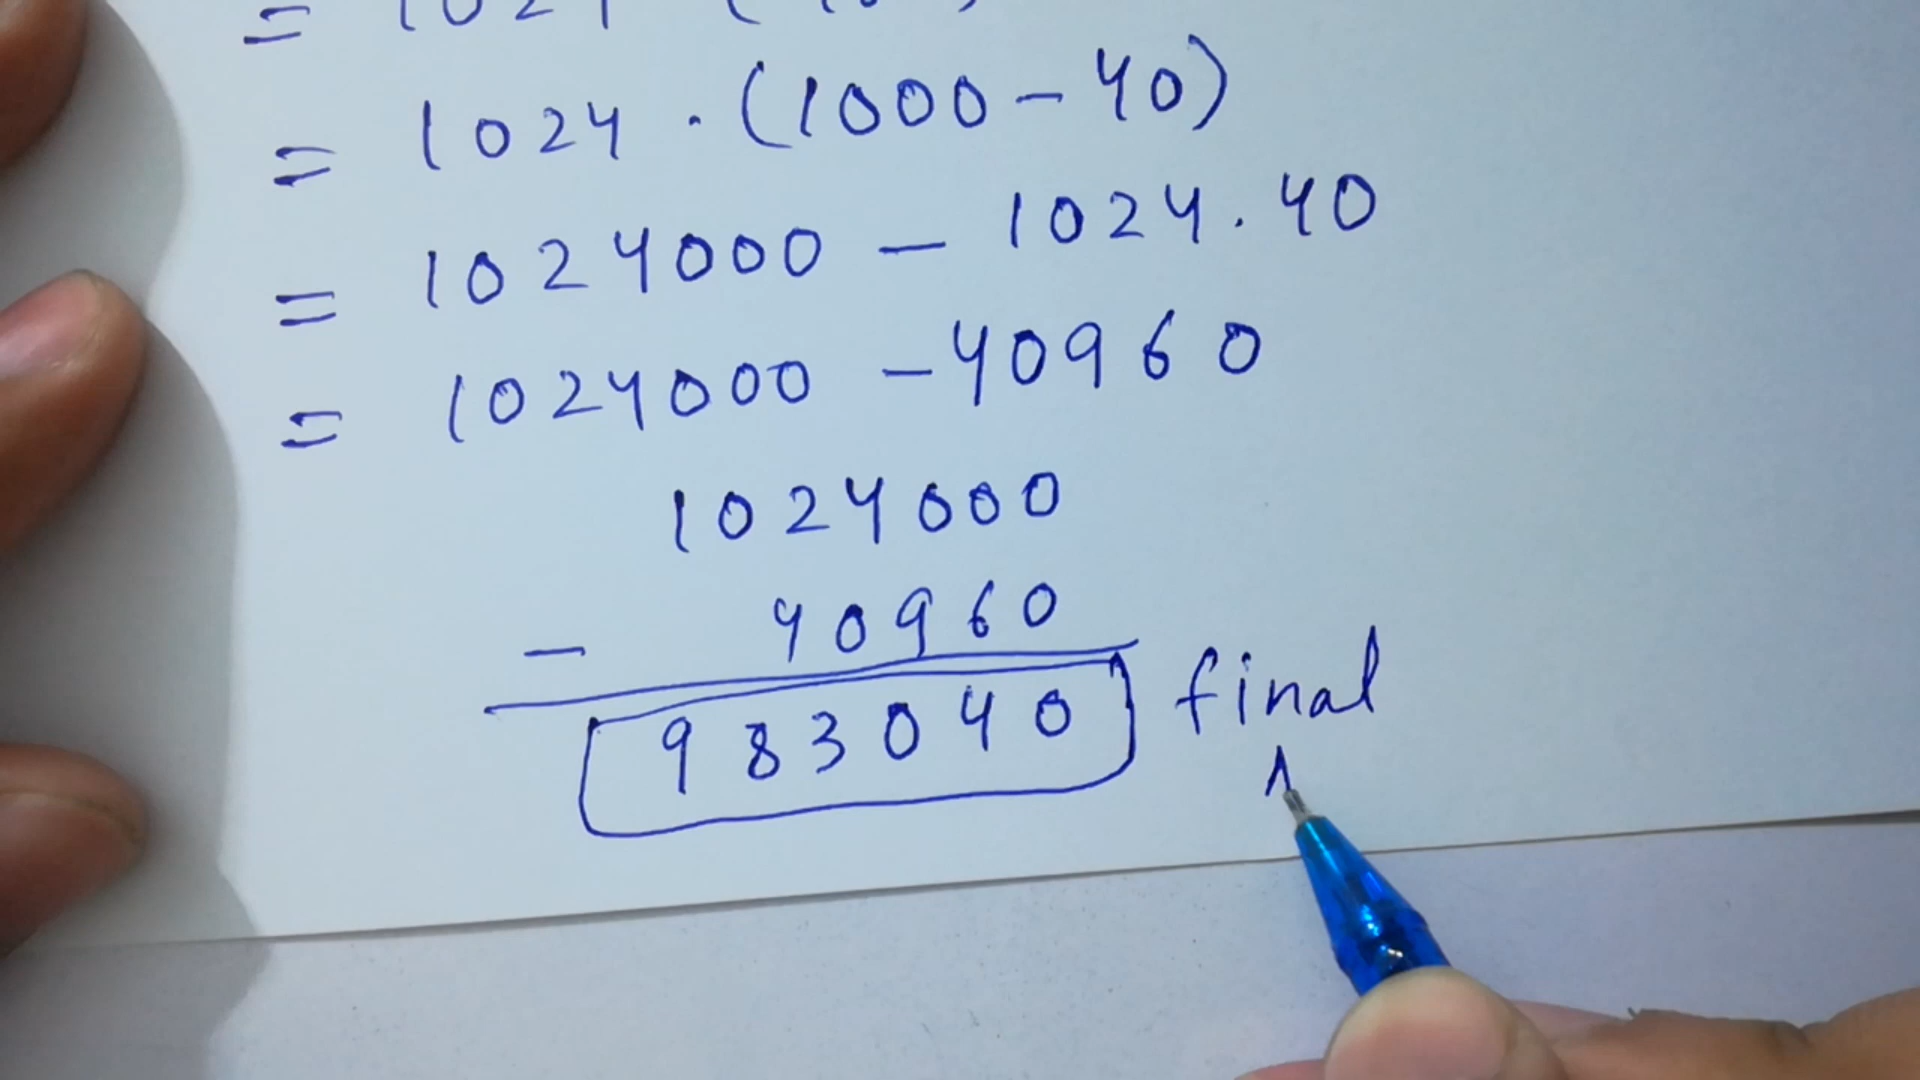 = 1024 · (1000 - 40)
= 1024000 - 1024.40
= 1024000 - 40960
1024000
- 40960
983040 final